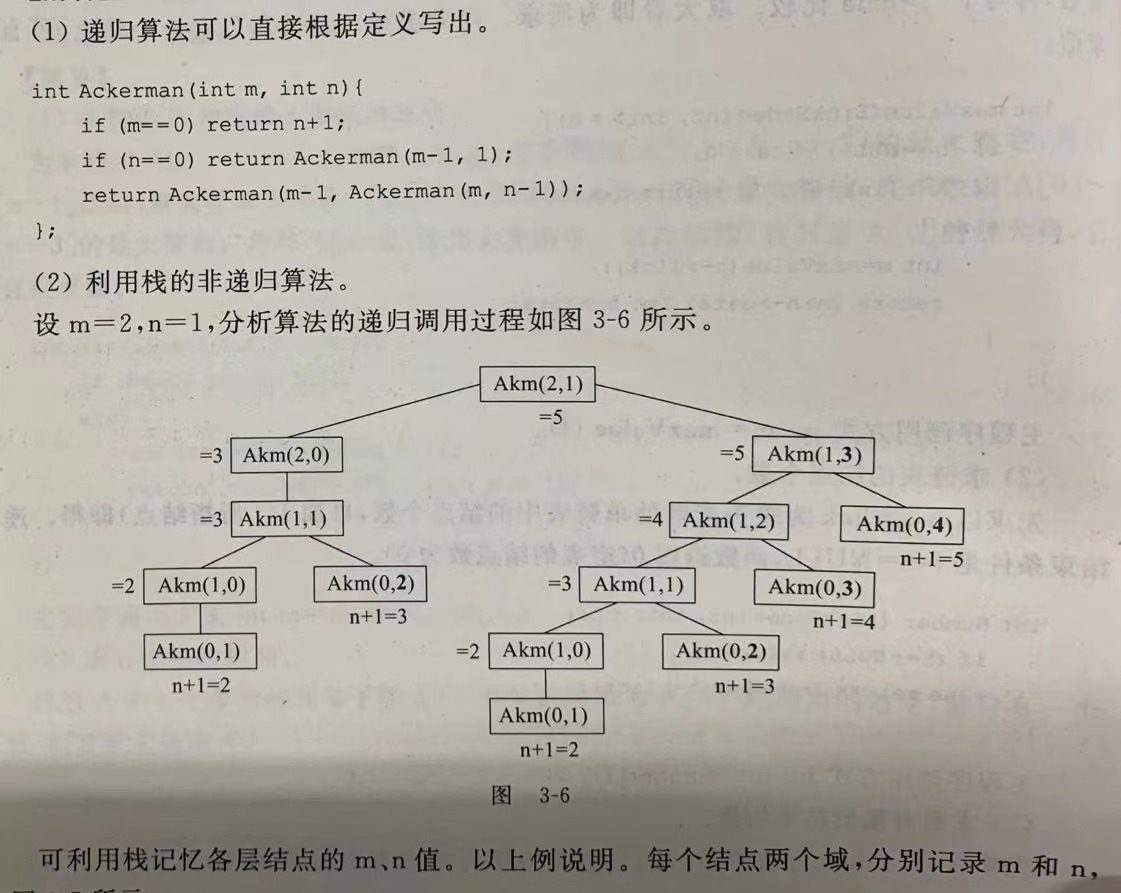 (1) 递归算法可以直接根据定义写出。
int Ackerman(int m, int n){
if (m==0) return n+1;
if (n==0) return Ackerman(m-1, 1);
return Ackerman(m-1, Ackerman(m, n-1));
};
(2) 利用栈的非递归算法。
设 m=2,n=1,分析算法的递归调用过程如图 3-6 所示。
Akm(2,1)
=5
=3 Akm(2,0)
=5 Akm(1,3)
=3 Akm(1,1)
=4 Akm(1,2)
Akm(0,4)
n+1=5
=2 Akm(1,0)
Akm(0,2)
n+1=3
=3 Akm(1,1)
Akm(0,3)
n+1=4
Akm(0,1)
n+1=2
=2 Akm(1,0)
Akm(0,2)
n+1=3
Akm(0,1)
n+1=2
图 3-6
可利用栈记忆各层结点的 m、n 值。以上例说明。每个结点两个域,分别记录 m 和 n,